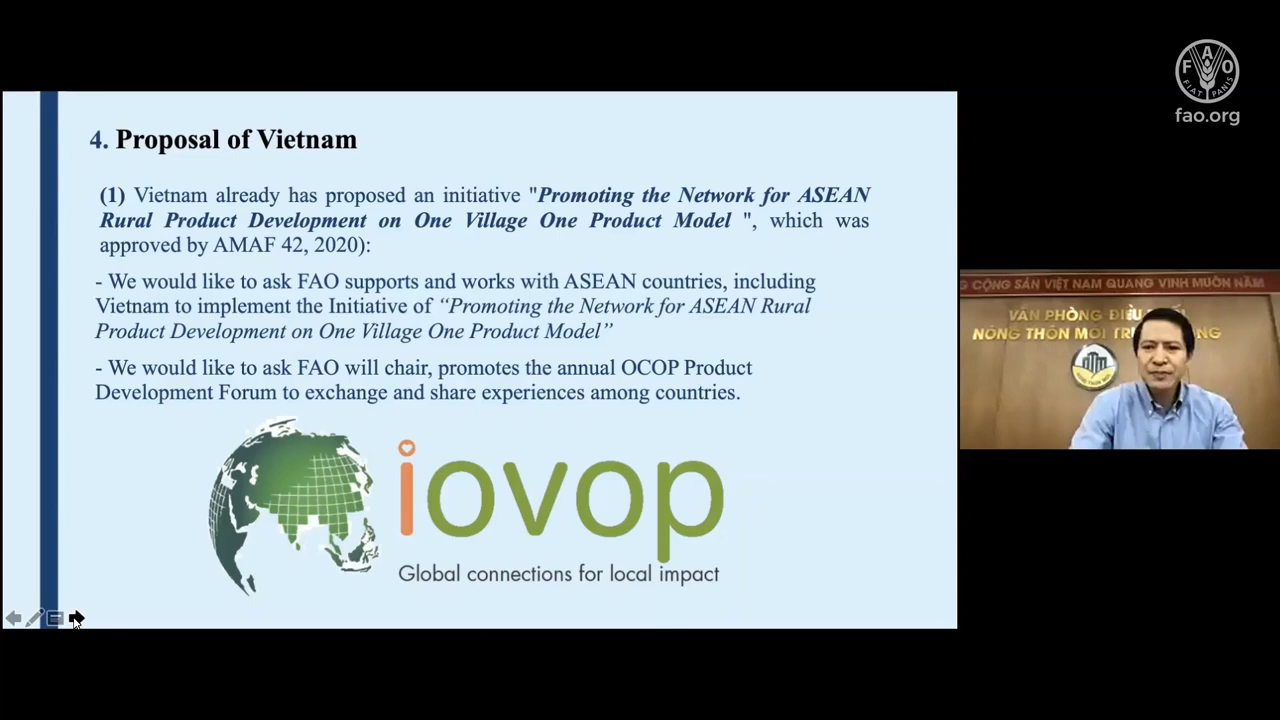 FAO
FIAT PANIS
fao.org
4. Proposal of Vietnam
(1) Vietnam already has proposed an initiative "Promoting the Network for ASEAN
Rural Product Development on One Village One Product Model ", which was
approved by AMAF 42, 2020):
- We would like to ask FAO supports and works with ASEAN countries, including
Vietnam to implement the Initiative of “Promoting the Network for ASEAN Rural
Product Development on One Village One Product Model”
- We would like to ask FAO will chair, promotes the annual OCOP Product
Development Forum to exchange and share experiences among countries.
iovop
Global connections for local impact
CỘNG SẢN VIỆT NAM QUANG VINH MUÔN NĂM
VĂN PHÒNG ĐIỀU
NÔNG THÔN MỚI TR NG